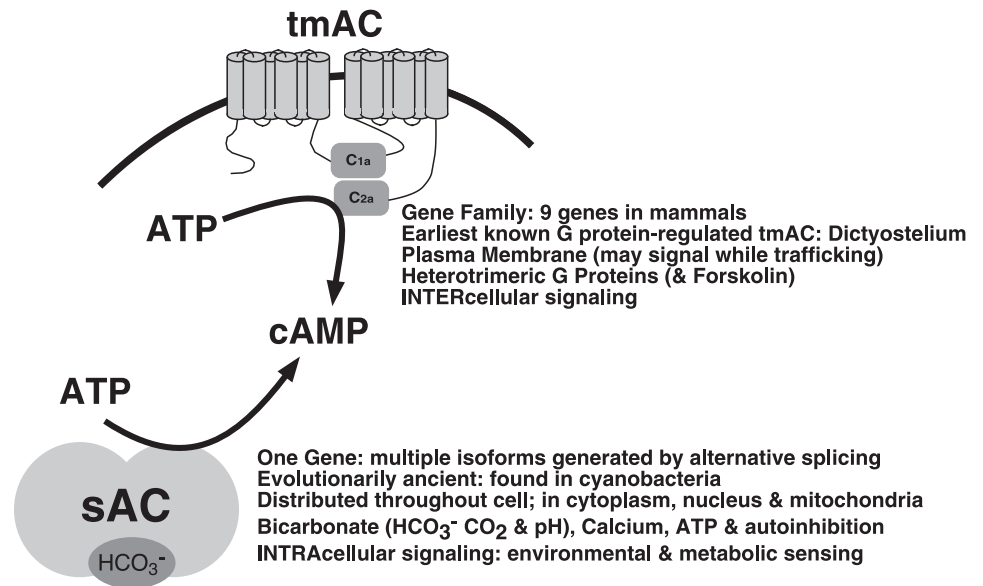 tmAC
C1a
C2a
ATP
Gene Family: 9 genes in mammals
Earliest known G protein-regulated tmAC: Dictyostelium
Plasma Membrane (may signal while trafficking)
Heterotrimeric G Proteins (& Forskolin)
INTERcellular signaling
cAMP
ATP
One Gene: multiple isoforms generated by alternative splicing
Evolutionarily ancient: found in cyanobacteria
Distributed throughout cell; in cytoplasm, nucleus & mitochondria
Bicarbonate (HCO3- CO2 & pH), Calcium, ATP & autoinhibition
INTRAcellular signaling: environmental & metabolic sensing
sAC
HCO3-